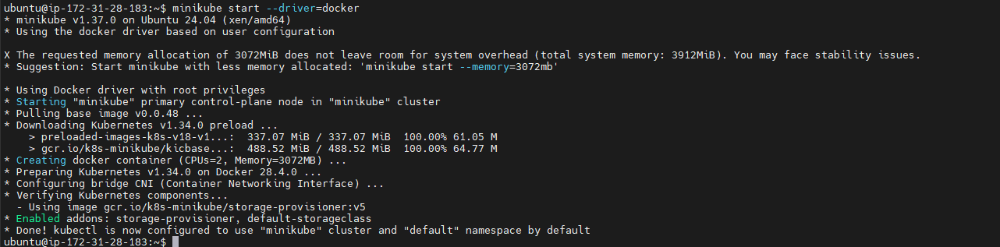 ubuntu@ip-172-31-28-183:~$ minikube start --driver=docker
* minikube v1.37.0 on Ubuntu 24.04 (xen/amd64)
* Using the docker driver based on user configuration
X The requested memory allocation of 3072MiB does not leave room for system overhead (total system memory: 3912MiB). You may face stability issues.
* Suggestion: Start minikube with less memory allocated: 'minikube start --memory=3072mb'
* Using Docker driver with root privileges
* Starting "minikube" primary control-plane node in "minikube" cluster
* Pulling base image v0.0.48 ...
* Downloading Kubernetes v1.34.0 preload ...
    > preloaded-images-k8s-v18-v1...:  337.07 MiB / 337.07 MiB  100.00% 61.05 M
    > gcr.io/k8s-minikube/kicbase...:  488.52 MiB / 488.52 MiB  100.00% 64.77 M
* Creating docker container (CPUs=2, Memory=3072MB) ...
* Preparing Kubernetes v1.34.0 on Docker 28.4.0 ...
* Configuring bridge CNI (Container Networking Interface) ...
* Verifying Kubernetes components...
  - Using image gcr.io/k8s-minikube/storage-provisioner:v5
* Enabled addons: storage-provisioner, default-storageclass
* Done! kubectl is now configured to use "minikube" cluster and "default" namespace by default
ubuntu@ip-172-31-28-183:~$